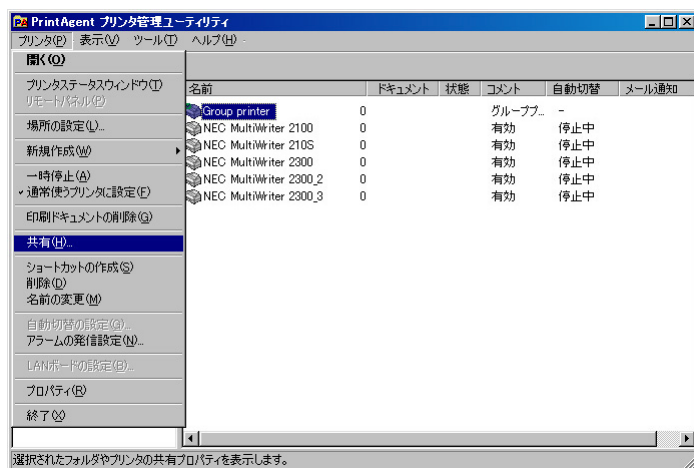 PrintAgent プリンタ管理ユーティリティ
プリンタ(P) 表示(V) ツール(T) ヘルプ(H)
開く(O)
プリンタステータスウィンドウ(T)
リモートパネル(P)
場所の設定(L)...
新規作成(W)
一時停止(A)
通常使うプリンタに設定(F)
印刷ドキュメントの削除(G)
共有(H)...
ショートカットの作成(S)
削除(D)
名前の変更(M)
自動切替の設定(Q)...
アラームの発信設定(N)...
LANボードの設定(B)...
プロパティ(R)
終了(X)
名前 ドキュメント 状態 コメント 自動切替 メール通知
Group printer 0 グループプ... -
NEC MultiWriter 2100 0 有効 停止中
NEC MultiWriter 210S 0 有効 停止中
NEC MultiWriter 2300 0 有効 停止中
NEC MultiWriter 2300_2 0 有効 停止中
NEC MultiWriter 2300_3 0 有効 停止中
選択されたフォルダやプリンタの共有プロパティを表示します。